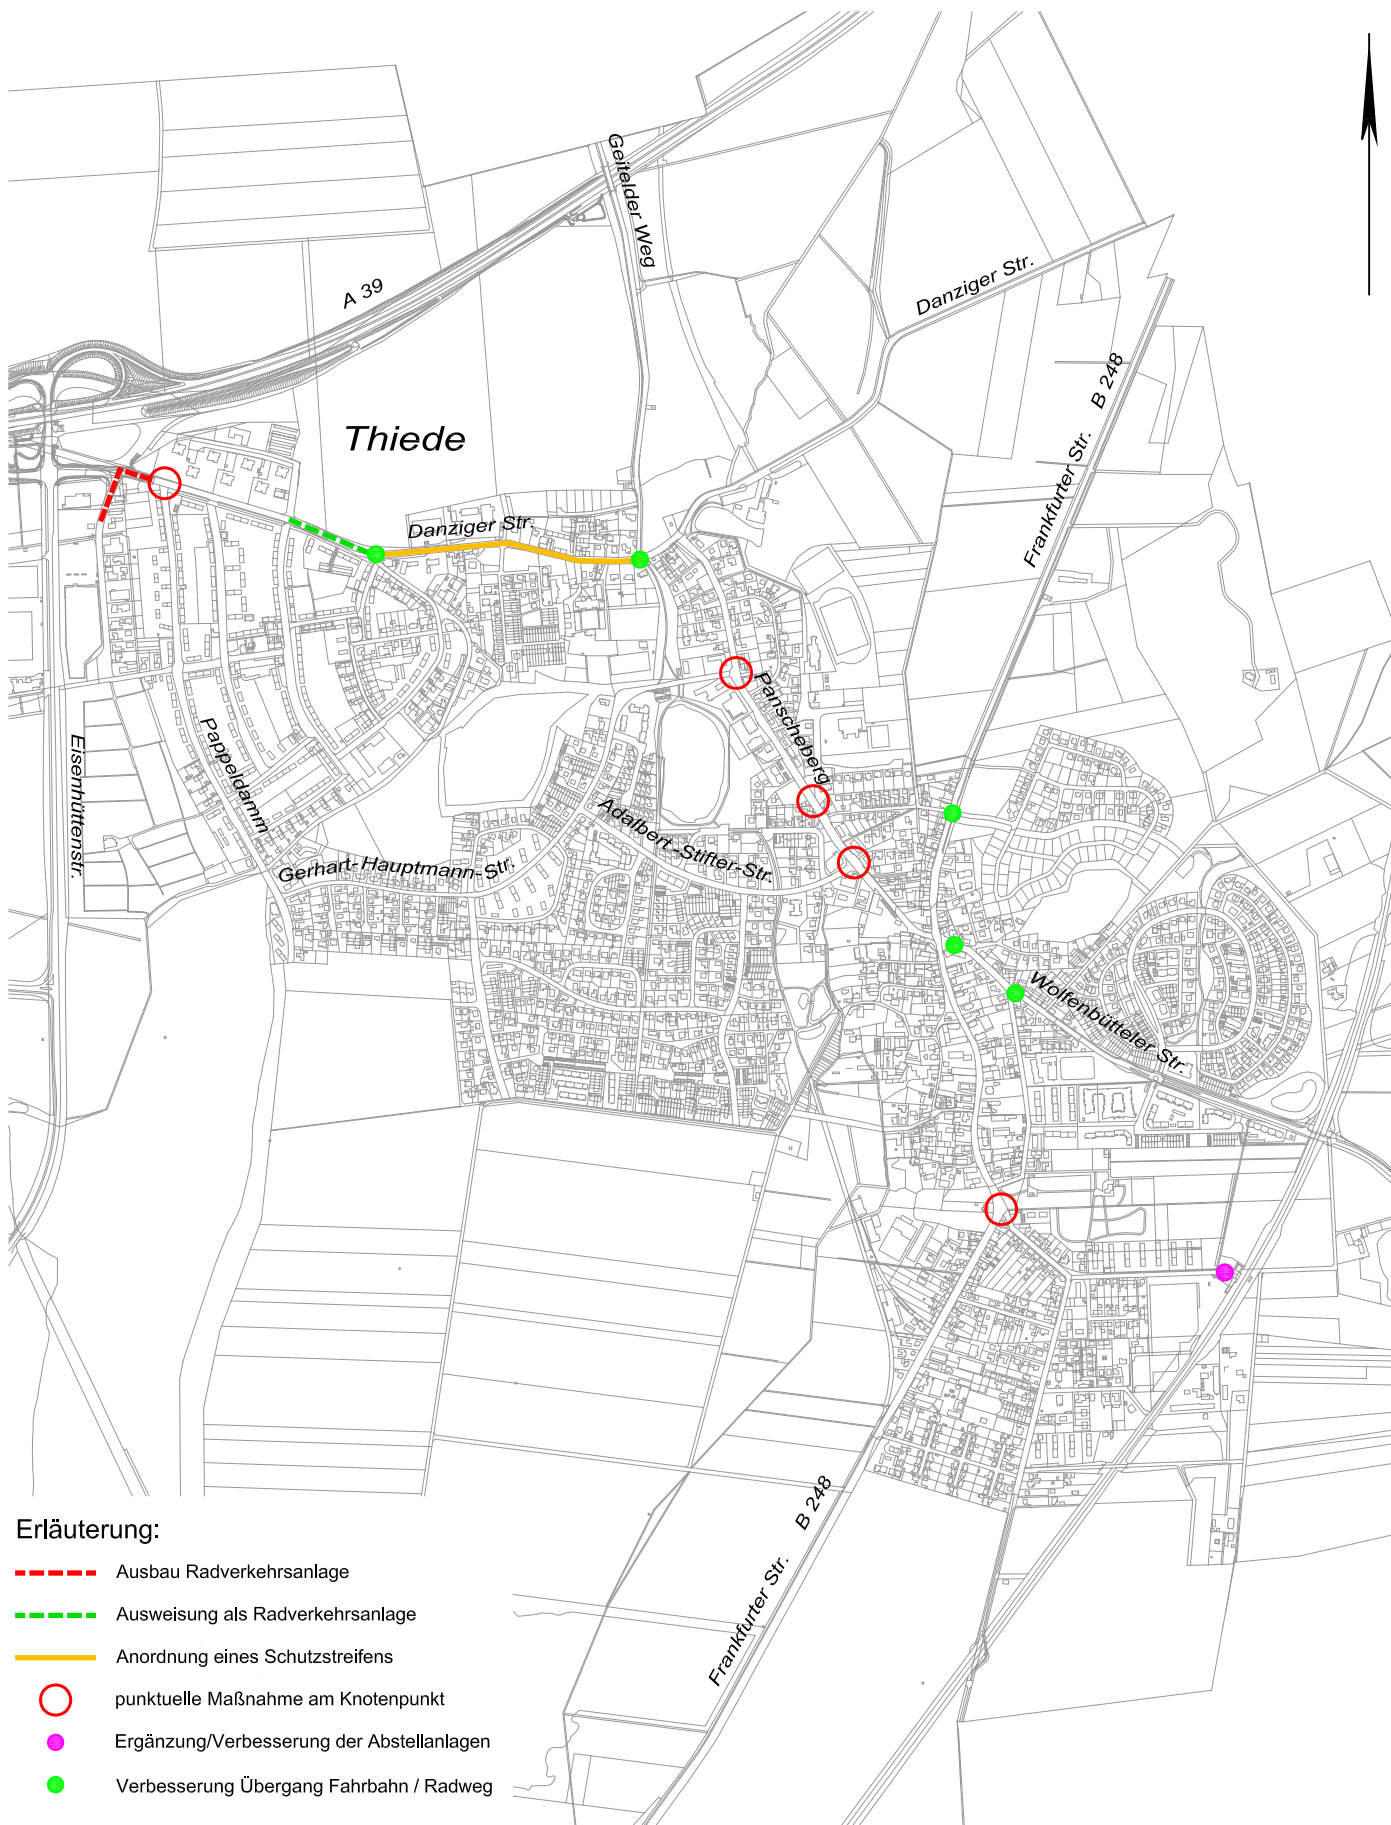 Geitelder Weg
A 39
Danziger Str.
B 248
Thiede
Frankfurter Str.
Danziger Str.
Panscheberg
Pappeldamm
Eisenhüttenstr.
Adalbert-Stifter-Str.
Gerhart-Hauptmann-Str.
Wolfenbütteler Str.
B 248
Frankfurter Str.
Erläuterung:
Ausbau Radverkehrsanlage
Ausweisung als Radverkehrsanlage
Anordnung eines Schutzstreifens
punktuelle Maßnahme am Knotenpunkt
Ergänzung/Verbesserung der Abstellanlagen
Verbesserung Übergang Fahrbahn / Radweg